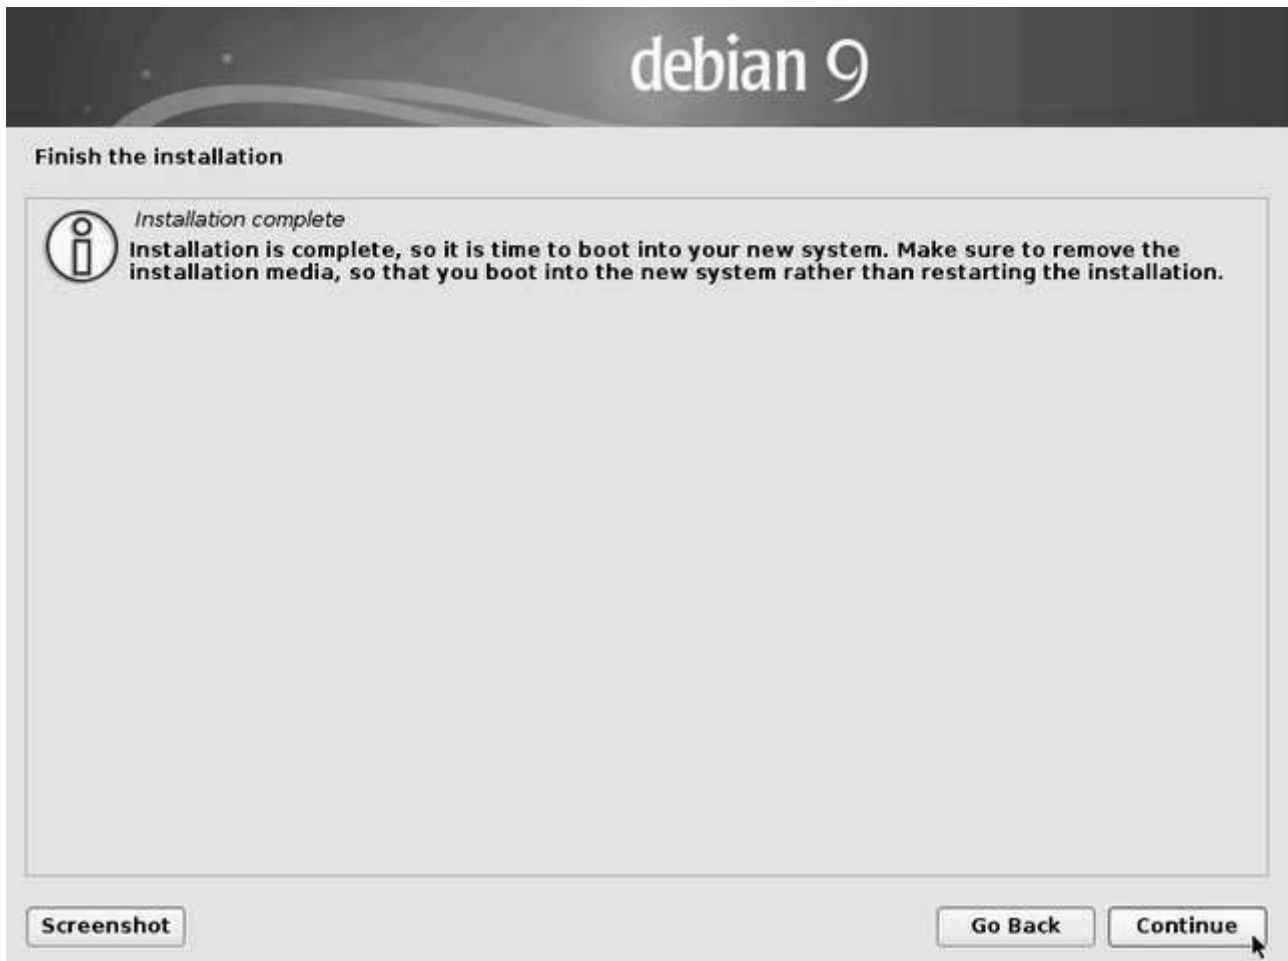 debian 9
Finish the installation
Installation complete
Installation is complete, so it is time to boot into your new system. Make sure to remove the
installation media, so that you boot into the new system rather than restarting the installation.
Screenshot
Go Back
Continue